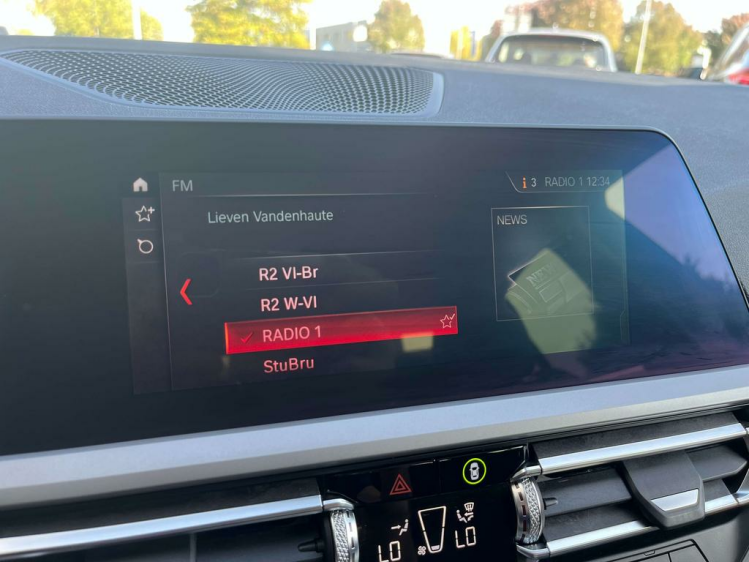 FM
3 RADIO 1 12:34
Lieven Vandenhaute
NEWS
R2 Vl-Br
R2 W-Vl
RADIO 1
StuBru
LO
LO